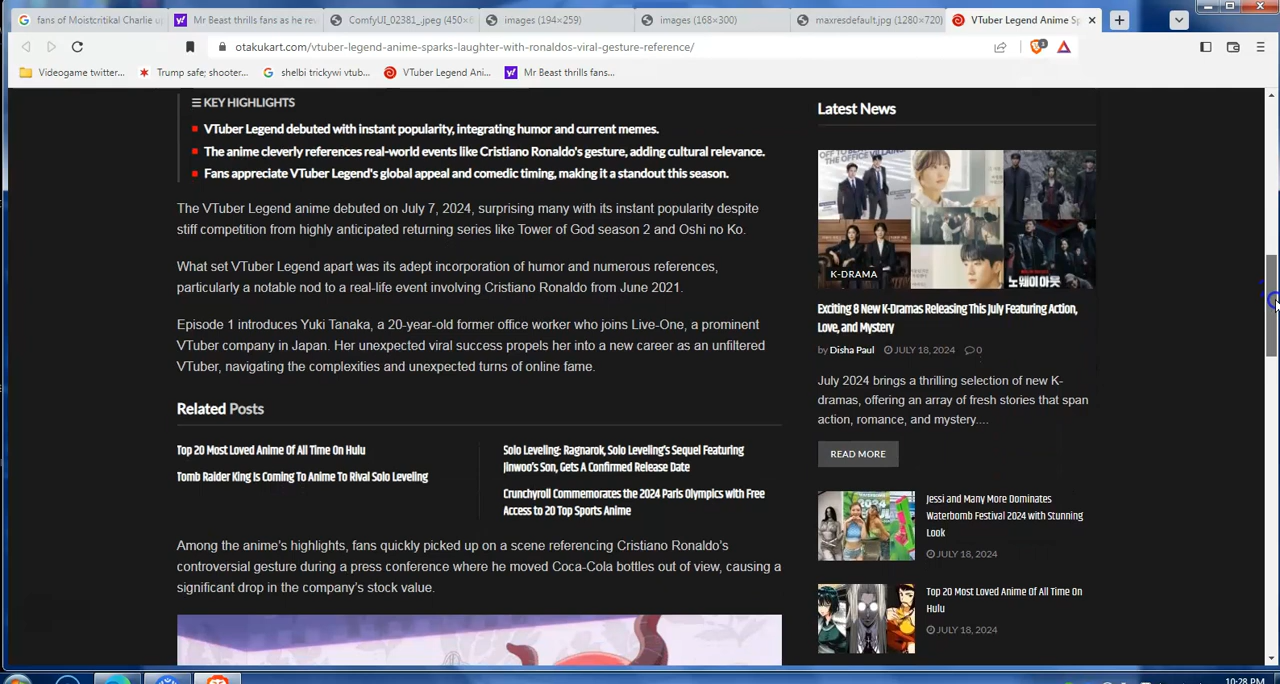 fans of Moistcritikal Charlie up
Mr Beast thrills fans as he rev
ComfyUI_02381_.jpeg (450×6
images (194×259)
images (168×300)
maxresdefault.jpg (1280×720)
VTuber Legend Anime Sp
otakukart.com/vtuber-legend-anime-sparks-laughter-with-ronaldos-viral-gesture-reference/
Videogame twitter...
Trump safe; shooter...
shelbi trickywi vtub...
VTuber Legend Ani...
Mr Beast thrills fans...
KEY HIGHLIGHTS
VTuber Legend debuted with instant popularity, integrating humor and current memes.
The anime cleverly references real-world events like Cristiano Ronaldo's gesture, adding cultural relevance.
Fans appreciate VTuber Legend's global appeal and comedic timing, making it a standout this season.
The VTuber Legend anime debuted on July 7, 2024, surprising many with its instant popularity despite
stiff competition from highly anticipated returning series like Tower of God season 2 and Oshi no Ko.
What set VTuber Legend apart was its adept incorporation of humor and numerous references,
particularly a notable nod to a real-life event involving Cristiano Ronaldo from June 2021.
Episode 1 introduces Yuki Tanaka, a 20-year-old former office worker who joins Live-One, a prominent
VTuber company in Japan. Her unexpected viral success propels her into a new career as an unfiltered
VTuber, navigating the complexities and unexpected turns of online fame.
Related Posts
Top 20 Most Loved Anime Of All Time On Hulu
Tomb Raider King Is Coming To Anime To Rival Solo Leveling
Solo Leveling: Ragnarok, Solo Leveling's Sequel Featuring
Jinwoo's Son, Gets A Confirmed Release Date
Crunchyroll Commemorates the 2024 Paris Olympics with Free
Access to 20 Top Sports Anime
Among the anime's highlights, fans quickly picked up on a scene referencing Cristiano Ronaldo's
controversial gesture during a press conference where he moved Coca-Cola bottles out of view, causing a
significant drop in the company's stock value.
Latest News
THE OFFICE VILLAINS
노웨이아웃
K-DRAMA
Exciting 8 New K-Dramas Releasing This July Featuring Action,
Love, and Mystery
by Disha Paul JULY 18, 2024 0
July 2024 brings a thrilling selection of new K-
dramas, offering an array of fresh stories that span
action, romance, and mystery....
READ MORE
Jessi and Many More Dominates
Waterbomb Festival 2024 with Stunning
Look
JULY 18, 2024
Top 20 Most Loved Anime Of All Time On
Hulu
JULY 18, 2024
10:28 PM